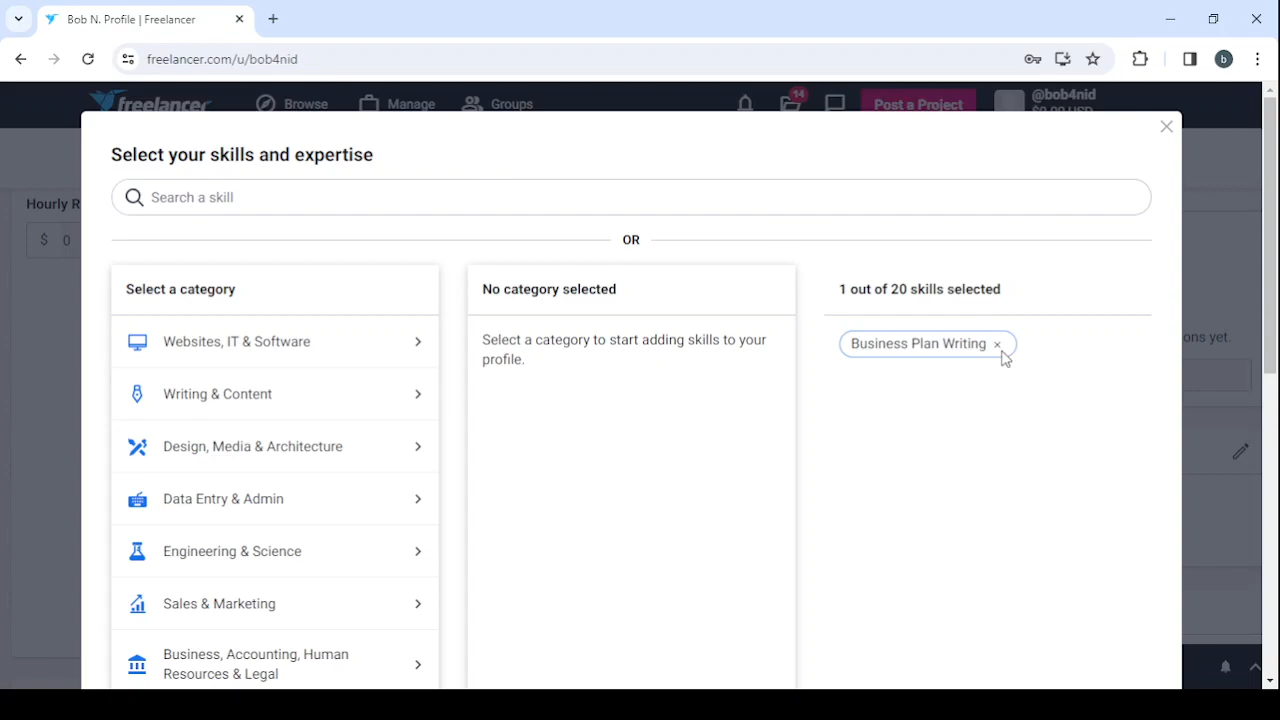 Bob N. Profile | Freelancer
freelancer.com/u/bob4nid
b
freelancer
Browse
Manage
Groups
14
Post a Project
@bob4nid
$0.00 USD
Select your skills and expertise
Search a skill
OR
Hourly R
$ 0
Select a category
Websites, IT & Software
Writing & Content
Design, Media & Architecture
Data Entry & Admin
Engineering & Science
Sales & Marketing
Business, Accounting, Human
Resources & Legal
No category selected
Select a category to start adding skills to your
profile.
1 out of 20 skills selected
Business Plan Writing ×
ons yet.